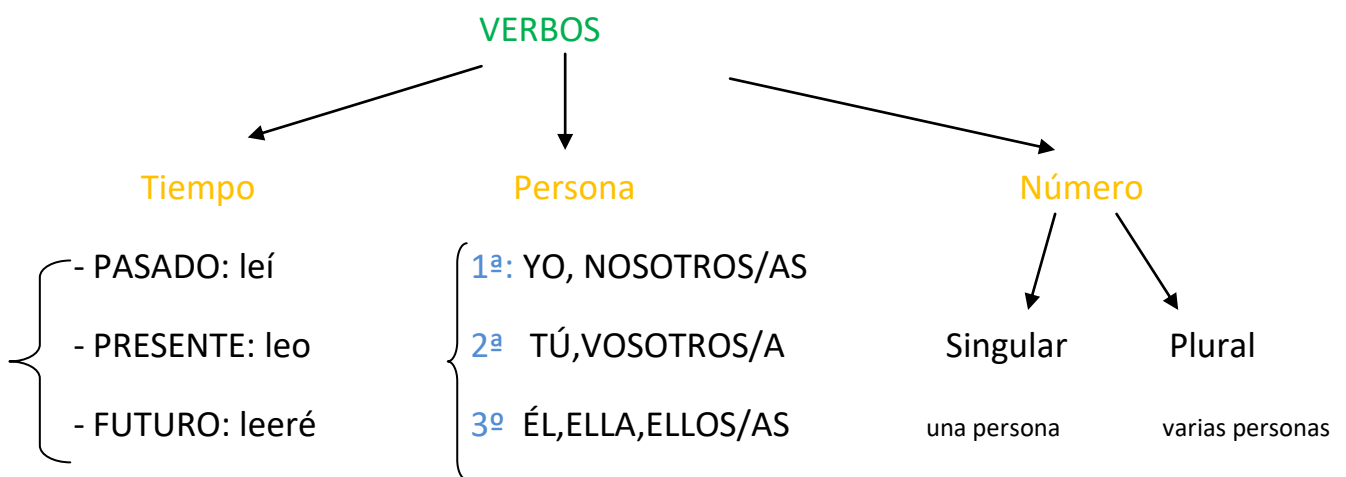 VERBOS
Tiempo Persona Número
- PASADO: leí 1ª: YO, NOSOTROS/AS
- PRESENTE: leo 2ª TÚ,VOSOTROS/A Singular Plural
- FUTURO: leeré 3º ÉL,ELLA,ELLOS/AS una persona varias personas